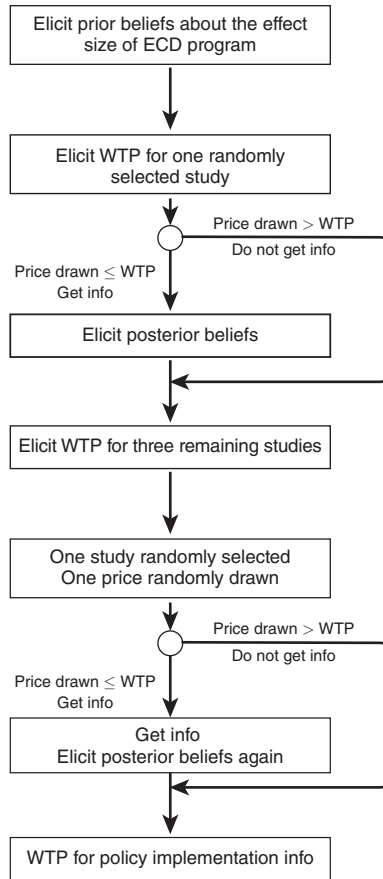 Elicit prior beliefs about the effect
size of ECD program
Elicit WTP for one randomly
selected study
Price drawn > WTP
Do not get info
Price drawn ≤ WTP
Get info
Elicit posterior beliefs
Elicit WTP for three remaining studies
One study randomly selected
One price randomly drawn
Price drawn > WTP
Do not get info
Price drawn ≤ WTP
Get info
Get info
Elicit posterior beliefs again
WTP for policy implementation info